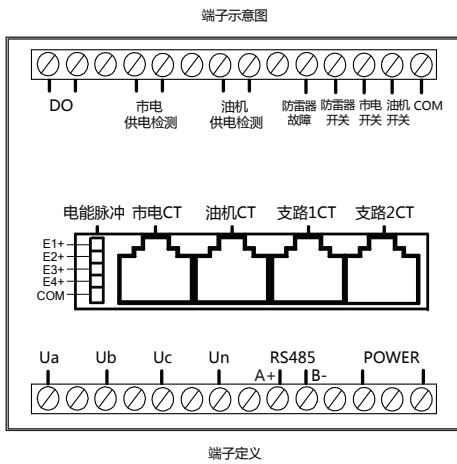 端子示意图
DO 市电 油机 防雷器 防雷器 市电 油机 COM
供电检测 供电检测 故障 开关 开关 开关
电能脉冲 市电CT 油机CT 支路1CT 支路2CT
E1+
E2+
E3+
E4+
COM
Ua Ub Uc Un RS485 POWER
A+ B-
端子定义